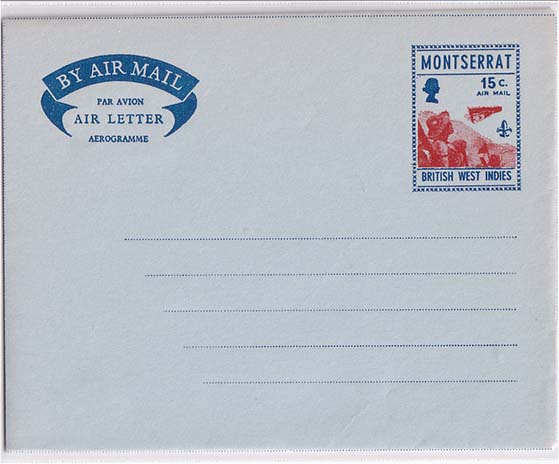 BY AIR MAIL
PAR AVION
AIR LETTER
AEROGRAMME
MONTSERRAT
15 C.
AIR MAIL
BRITISH WEST INDIES